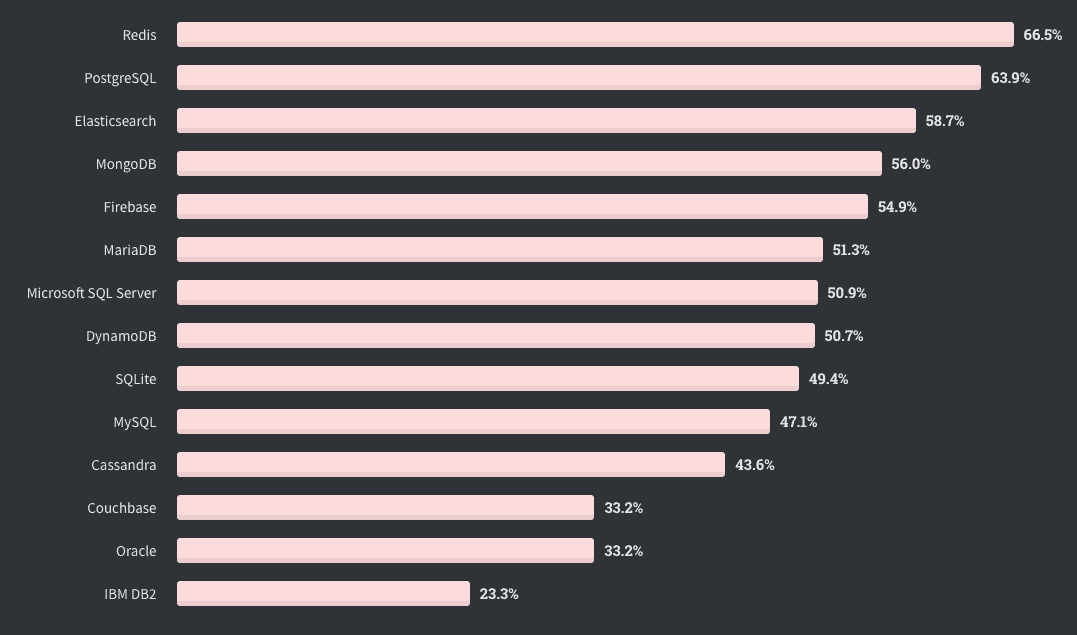 Redis 66.5%
PostgreSQL 63.9%
Elasticsearch 58.7%
MongoDB 56.0%
Firebase 54.9%
MariaDB 51.3%
Microsoft SQL Server 50.9%
DynamoDB 50.7%
SQLite 49.4%
MySQL 47.1%
Cassandra 43.6%
Couchbase 33.2%
Oracle 33.2%
IBM DB2 23.3%